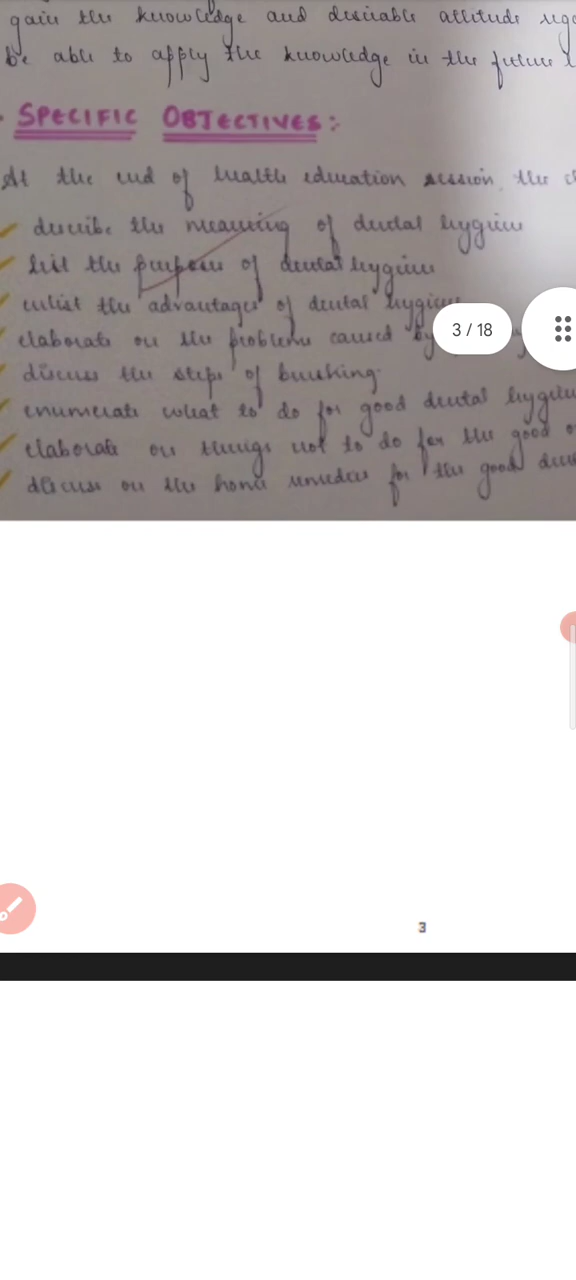 gain the knowledge and desirable attitude rega
be able to apply the knowledge in the future
SPECIFIC OBJECTIVES:-
At the end of health education session, the
describe the meaning of dental hygiene
list the purpose of dental hygiene
enlist the advantages of dental hygiene
elaborate on the problems caused by
3 / 18
discuss the steps of brushing.
enumerate what to do for good dental hygiene
elaborate on things not to do for the good
discuss on the home remedies for the good
3